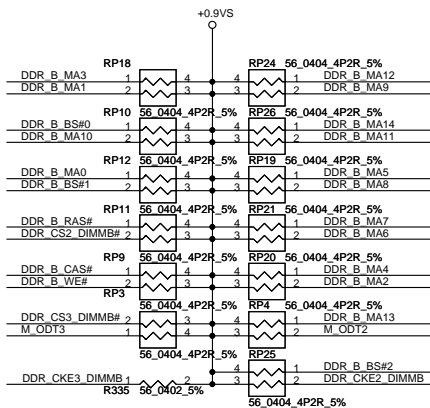 +0.9VS
RP18 RP24 56_0404_4P2R_5%
DDR_B_MA3 1 4 4 1 DDR_B_MA12
DDR_B_MA1 2 3 3 2 DDR_B_MA9
RP10 56_0404_4P2R_5% RP26 56_0404_4P2R_5%
DDR_B_BS#0 1 4 4 1 DDR_B_MA14
DDR_B_MA10 2 3 3 2 DDR_B_MA11
RP12 56_0404_4P2R_5% RP19 56_0404_4P2R_5%
DDR_B_MA0 1 4 4 1 DDR_B_MA5
DDR_B_BS#1 2 3 3 2 DDR_B_MA8
RP11 56_0404_4P2R_5% RP21 56_0404_4P2R_5%
DDR_B_RAS# 1 4 4 1 DDR_B_MA7
DDR_CS2_DIMMB# 2 3 3 2 DDR_B_MA6
RP9 56_0404_4P2R_5% RP20 56_0404_4P2R_5%
DDR_B_CAS# 1 4 4 1 DDR_B_MA4
DDR_B_WE# 2 3 3 2 DDR_B_MA2
RP3 56_0404_4P2R_5% RP4 56_0404_4P2R_5%
DDR_CS3_DIMMB# 2 3 4 1 DDR_B_MA13
M_ODT3 1 4 3 2 M_ODT2
56_0404_4P2R_5% RP25 56_0404_4P2R_5%
4 1 DDR_B_BS#2
DDR_CKE3_DIMMB 1 2 3 2 DDR_CKE2_DIMMB
R335 56_0402_5%
56_0404_4P2R_5%